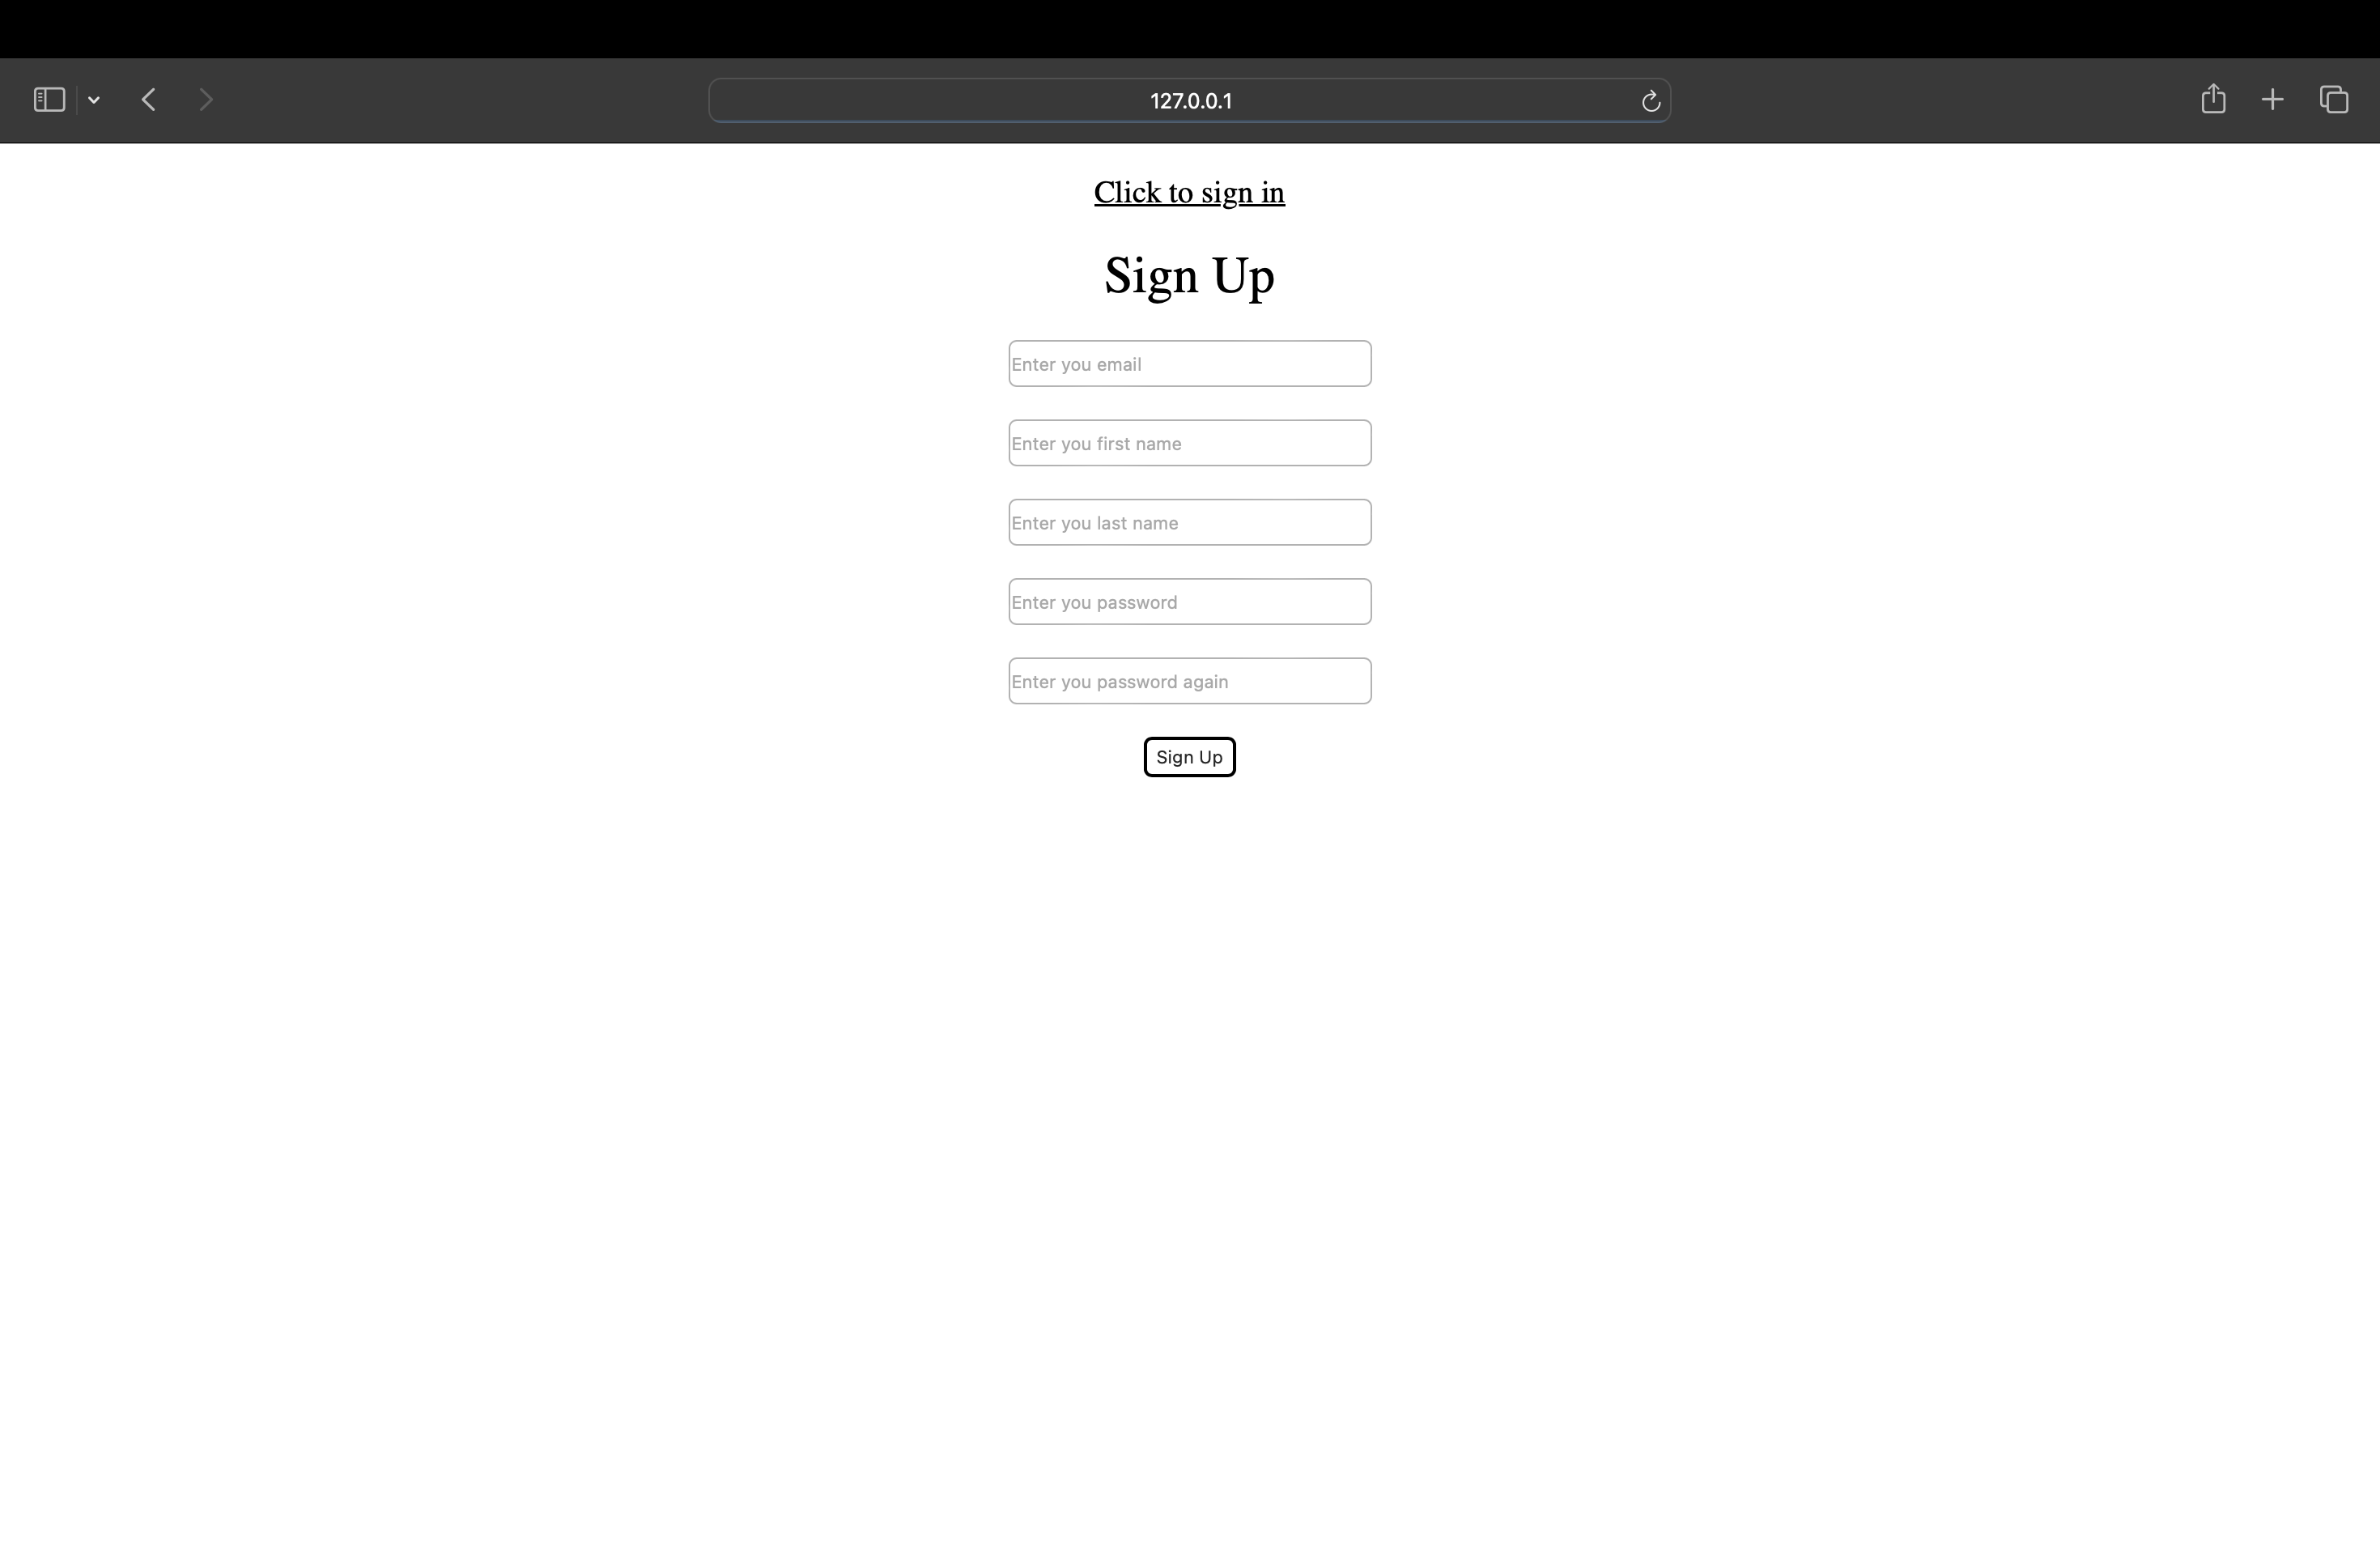 127.0.0.1
Click to sign in
Sign Up
Enter you email
Enter you first name
Enter you last name
Enter you password
Enter you password again
Sign Up